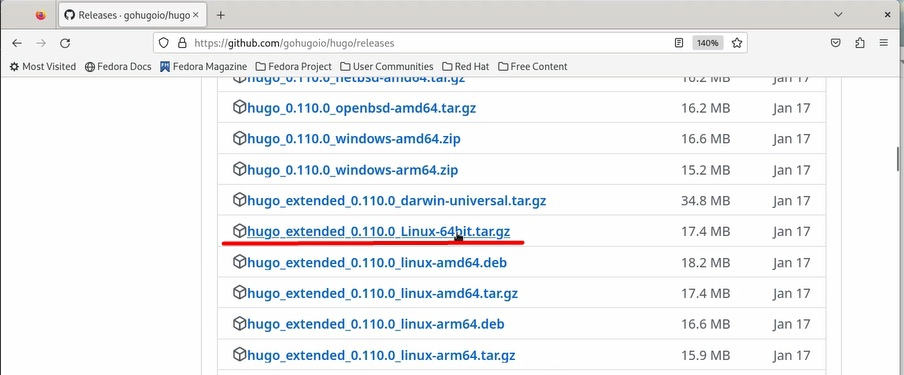 Releases · gohugoio/hugo
https://github.com/gohugoio/hugo/releases
140%
Most Visited Fedora Docs Fedora Magazine Fedora Project User Communities Red Hat Free Content
hugo_0.110.0_netbsd-amd64.tar.gz 16.2 MB Jan 17
hugo_0.110.0_openbsd-amd64.tar.gz 16.2 MB Jan 17
hugo_0.110.0_windows-amd64.zip 16.6 MB Jan 17
hugo_0.110.0_windows-arm64.zip 15.2 MB Jan 17
hugo_extended_0.110.0_darwin-universal.tar.gz 34.8 MB Jan 17
hugo_extended_0.110.0_Linux-64bit.tar.gz 17.4 MB Jan 17
hugo_extended_0.110.0_linux-amd64.deb 18.2 MB Jan 17
hugo_extended_0.110.0_linux-amd64.tar.gz 17.4 MB Jan 17
hugo_extended_0.110.0_linux-arm64.deb 16.6 MB Jan 17
hugo_extended_0.110.0_linux-arm64.tar.gz 15.9 MB Jan 17